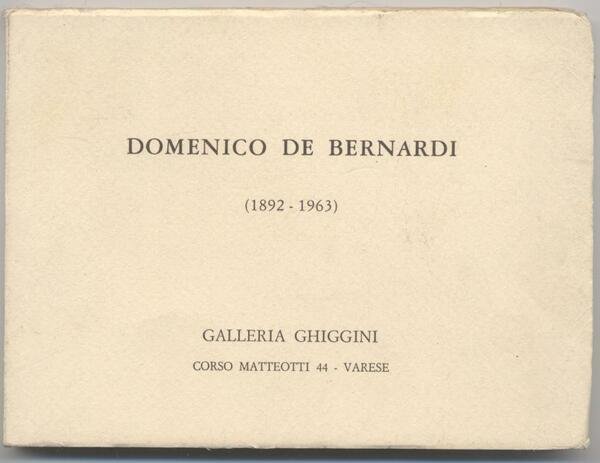 DOMENICO DE BERNARDI
(1892 - 1963)
GALLERIA GHIGGINI
CORSO MATTEOTTI 44 - VARESE